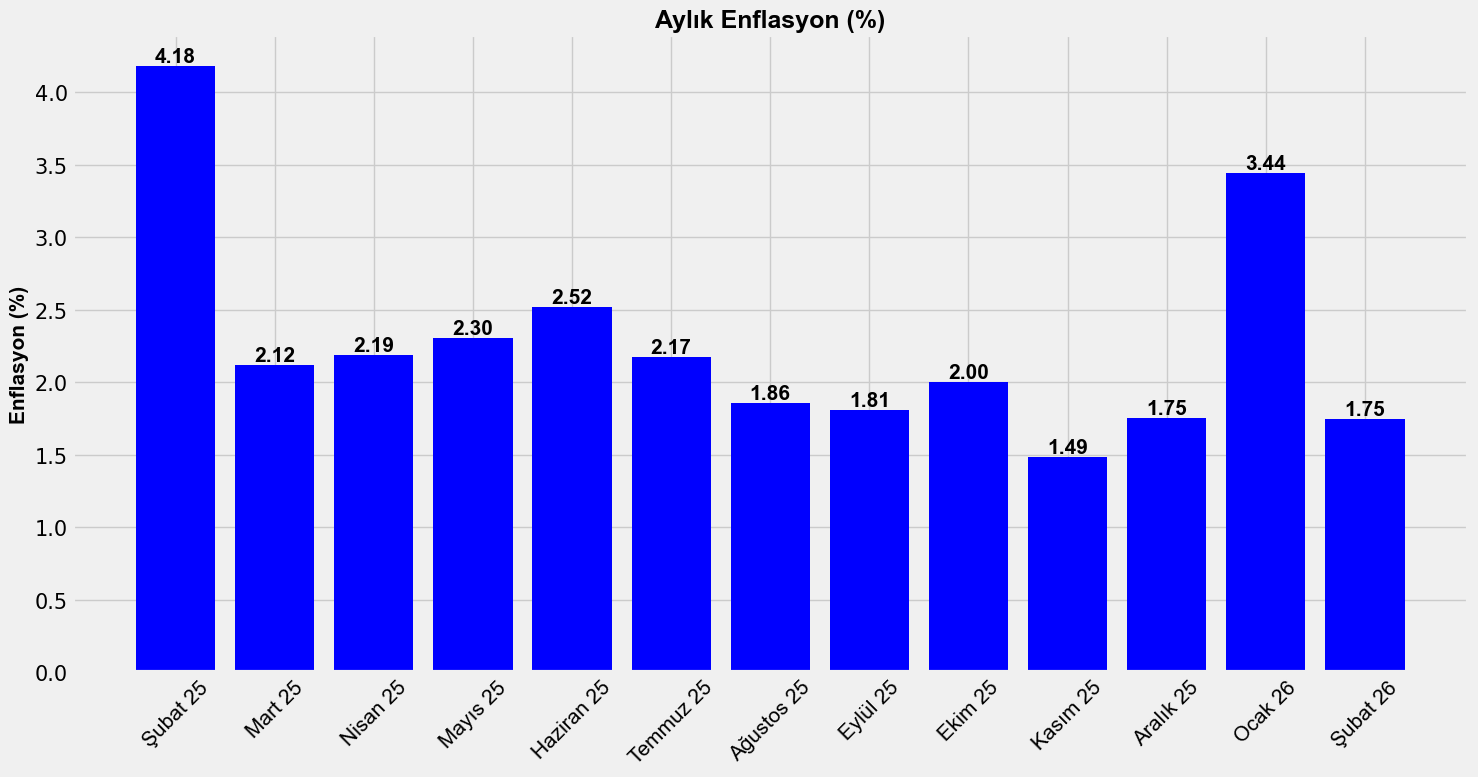 Aylık Enflasyon (%)
Enflasyon (%)
4.0
3.5
3.0
2.5
2.0
1.5
1.0
0.5
0.0
4.18
2.12
2.19
2.30
2.52
2.17
1.86
1.81
2.00
1.49
1.75
3.44
1.75
Şubat 25
Mart 25
Nisan 25
Mayıs 25
Haziran 25
Temmuz 25
Ağustos 25
Eylül 25
Ekim 25
Kasım 25
Aralık 25
Ocak 26
Şubat 26